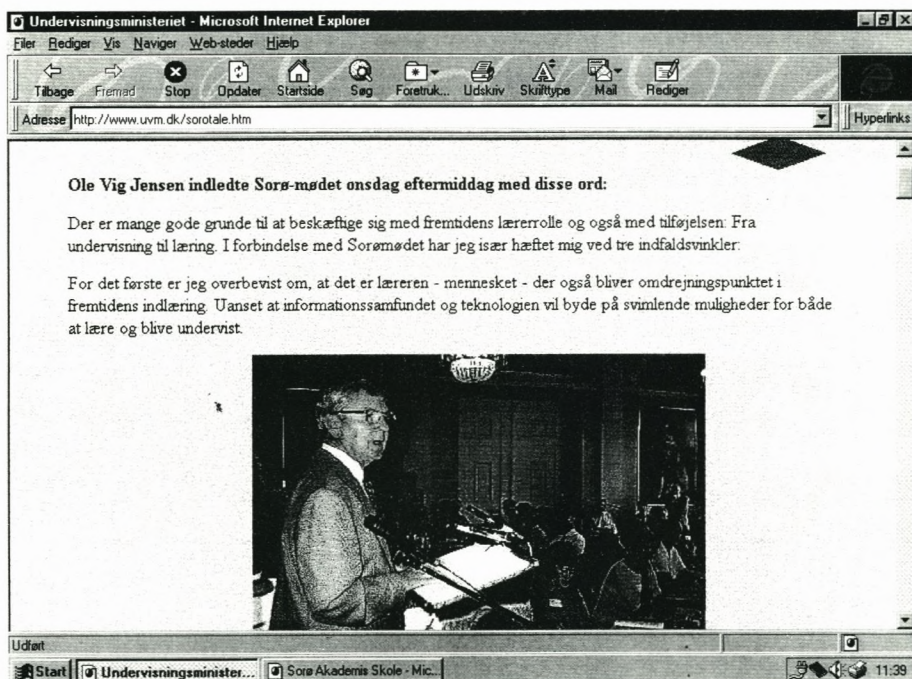 Undervisningsministeriet - Microsoft Internet Explorer
Filer Rediger Vis Naviger Web-steder Hjælp
Tilbage Fremad Stop Opdater Startside Søg Foretruk... Udskriv Skrifttype Mail Rediger
Adresse http://www.uvm.dk/sorotale.htm Hyperlinks
Ole Vig Jensen indledte Sorø-mødet onsdag eftermiddag med disse ord:
Der er mange gode grunde til at beskæftige sig med fremtidens lærerrolle og også med tilføjelsen: Fra
undervisning til læring. I forbindelse med Sorømødet har jeg især hæftet mig ved tre indfaldsvinkler:
For det første er jeg overbevist om, at det er læreren - mennesket - der også bliver omdrejningspunktet i
fremtidens indlæring. Uanset at informationssamfundet og teknologien vil byde på svimlende muligheder for både
at lære og blive undervist.
Udført
Start Undervisningsminister... Sorø Akademis Skole - Mic... 11:39